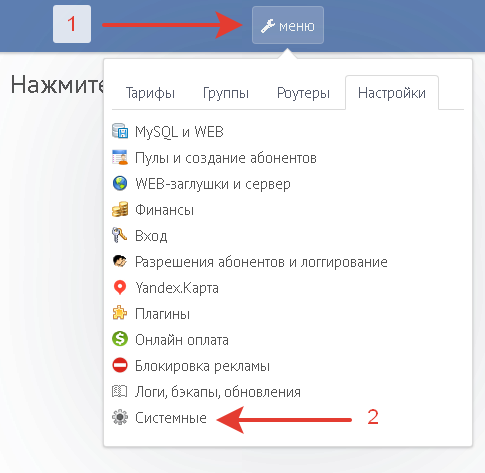 1
меню
Нажмите
Тарифы Группы Роутеры Настройки
MySQL и WEB
Пулы и создание абонентов
WEB-заглушки и сервер
Финансы
Вход
Разрешения абонентов и логгирование
Yandex.Карта
Плагины
Онлайн оплата
Блокировка рекламы
Логи, бэкапы, обновления
Системные
2